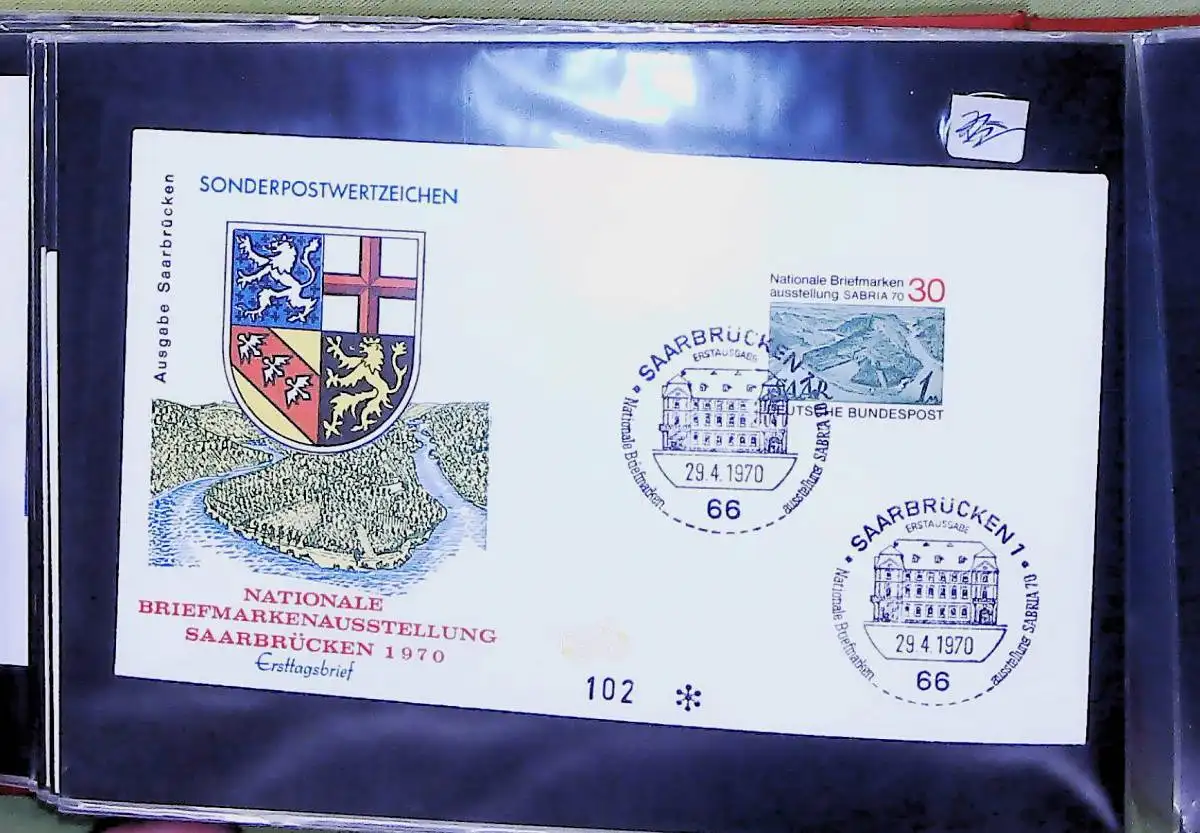 SONDERPOSTWERTZEICHEN
Ausgabe Saarbrücken
NATIONALE
BRIEFMARKENAUSSTELLUNG
SAARBRÜCKEN 1970
Ersttagsbrief
102
Nationale Briefmarken
ausstellung SABRIA 70
30
SAAR
1
DEUTSCHE BUNDESPOST
SAARBRÜCKEN 1
ERSTAUSGABE
29.4.1970
66
Nationale Briefmarken
ausstellung SABRIA 70
SAARBRÜCKEN 1
ERSTAUSGABE
29.4.1970
66
Nationale Briefmarken
ausstellung SABRIA 70